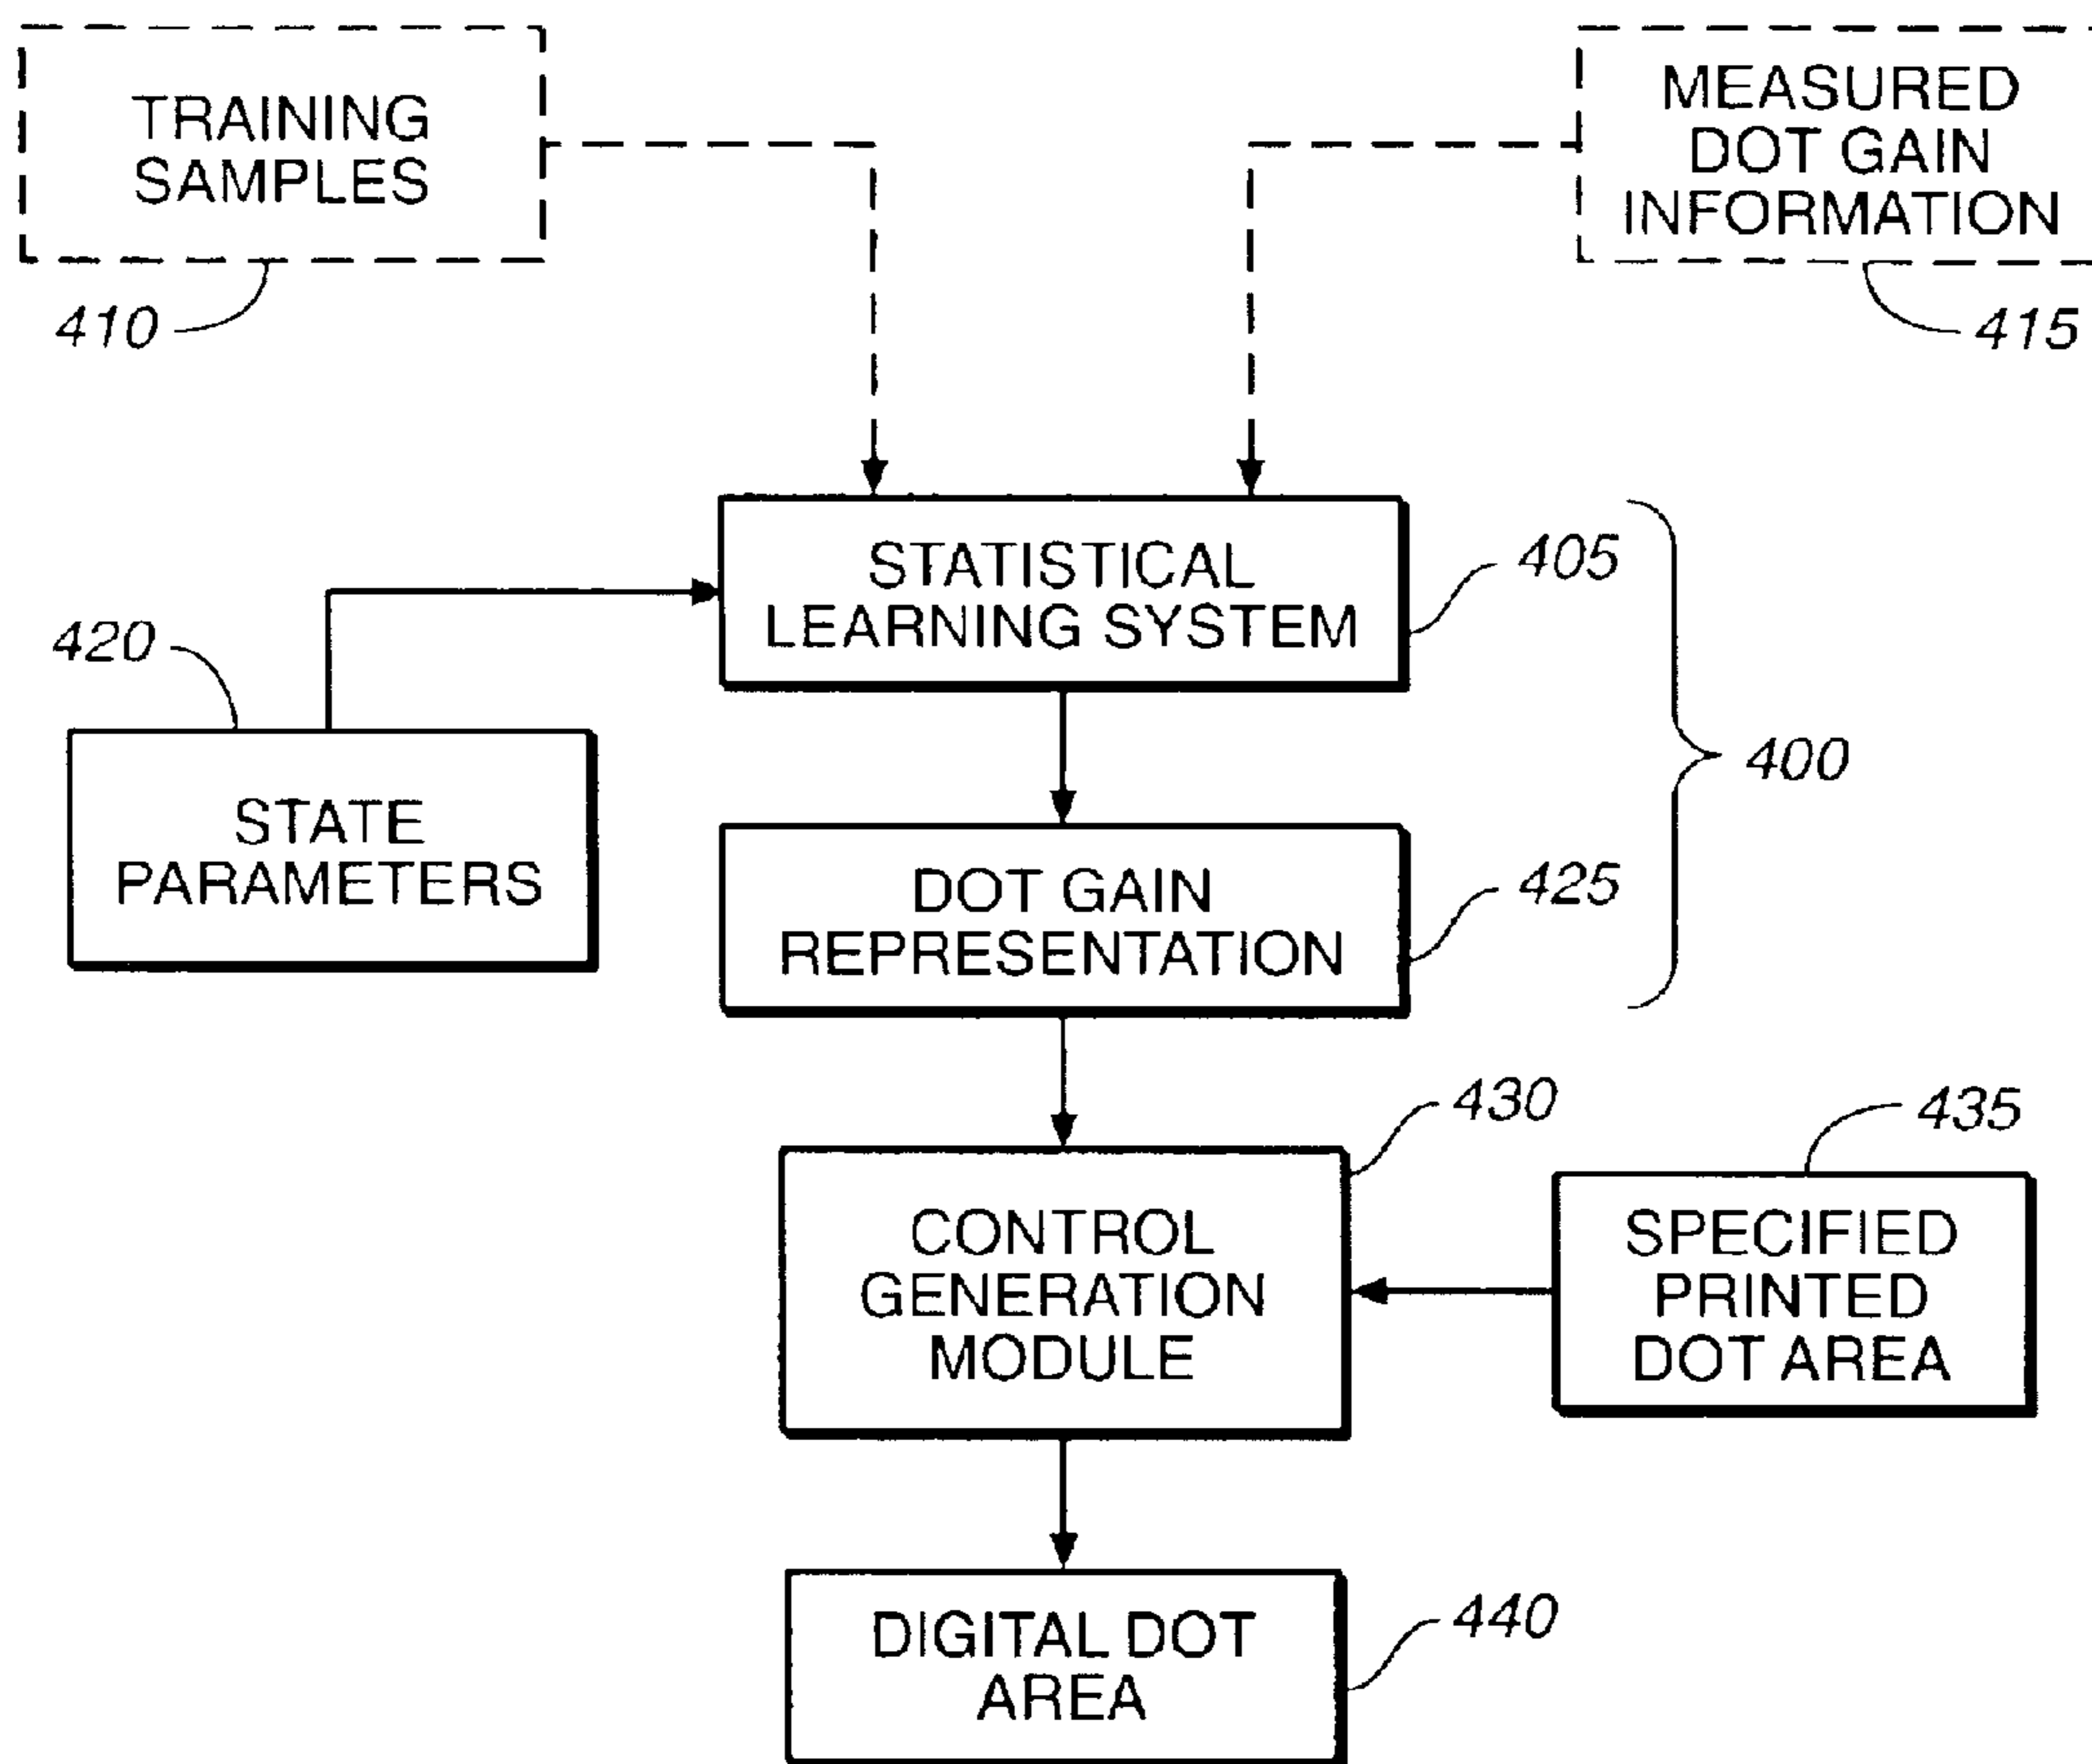 TRAINING
SAMPLES
410
MEASURED
DOT GAIN
INFORMATION
415
STATISTICAL
LEARNING SYSTEM
405
420
STATE
PARAMETERS
400
DOT GAIN
REPRESENTATION
425
430
CONTROL
GENERATION
MODULE
435
SPECIFIED
PRINTED
DOT AREA
DIGITAL DOT
AREA
440